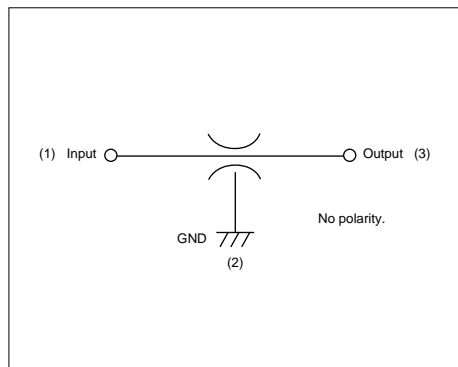 (1) Input Output (3)
No polarity.
GND
(2)